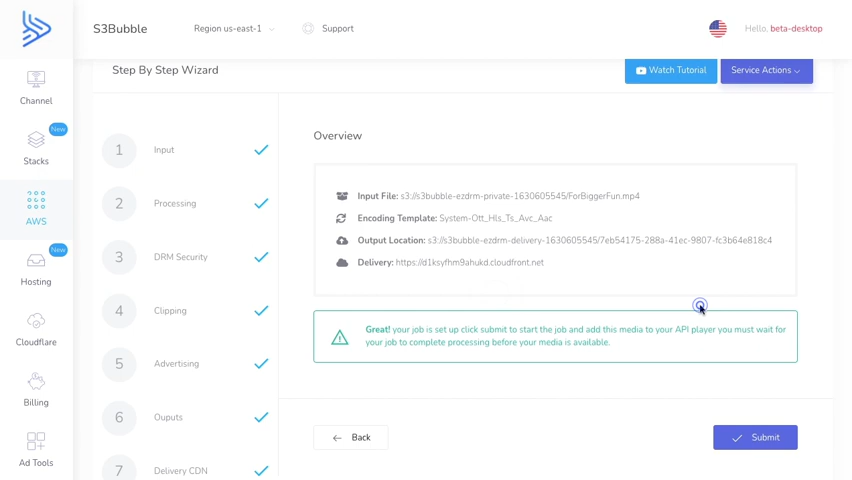 S3Bubble
Region us-east-1
Support
Hello, beta-desktop
Channel
New
Stacks
AWS
New
Hosting
Cloudflare
Billing
Ad Tools
Step By Step Wizard
Watch Tutorial
Service Actions
1 Input
2 Processing
3 DRM Security
4 Clipping
5 Advertising
6 Ouputs
7 Delivery CDN
Overview
Input File: s3://s3bubble-ezdrm-private-1630605545/ForBiggerFun.mp4
Encoding Template: System-Ott_Hls_Ts_Avc_Aac
Output Location: s3://s3bubble-ezdrm-delivery-1630605545/7eb54175-288a-41ec-9807-fc3b64e818c4
Delivery: https://d1ksyfhm9ahukd.cloudfront.net
Great! your job is set up click submit to start the job and add this media to your API player you must wait for
your job to complete processing before your media is available.
Back
Submit